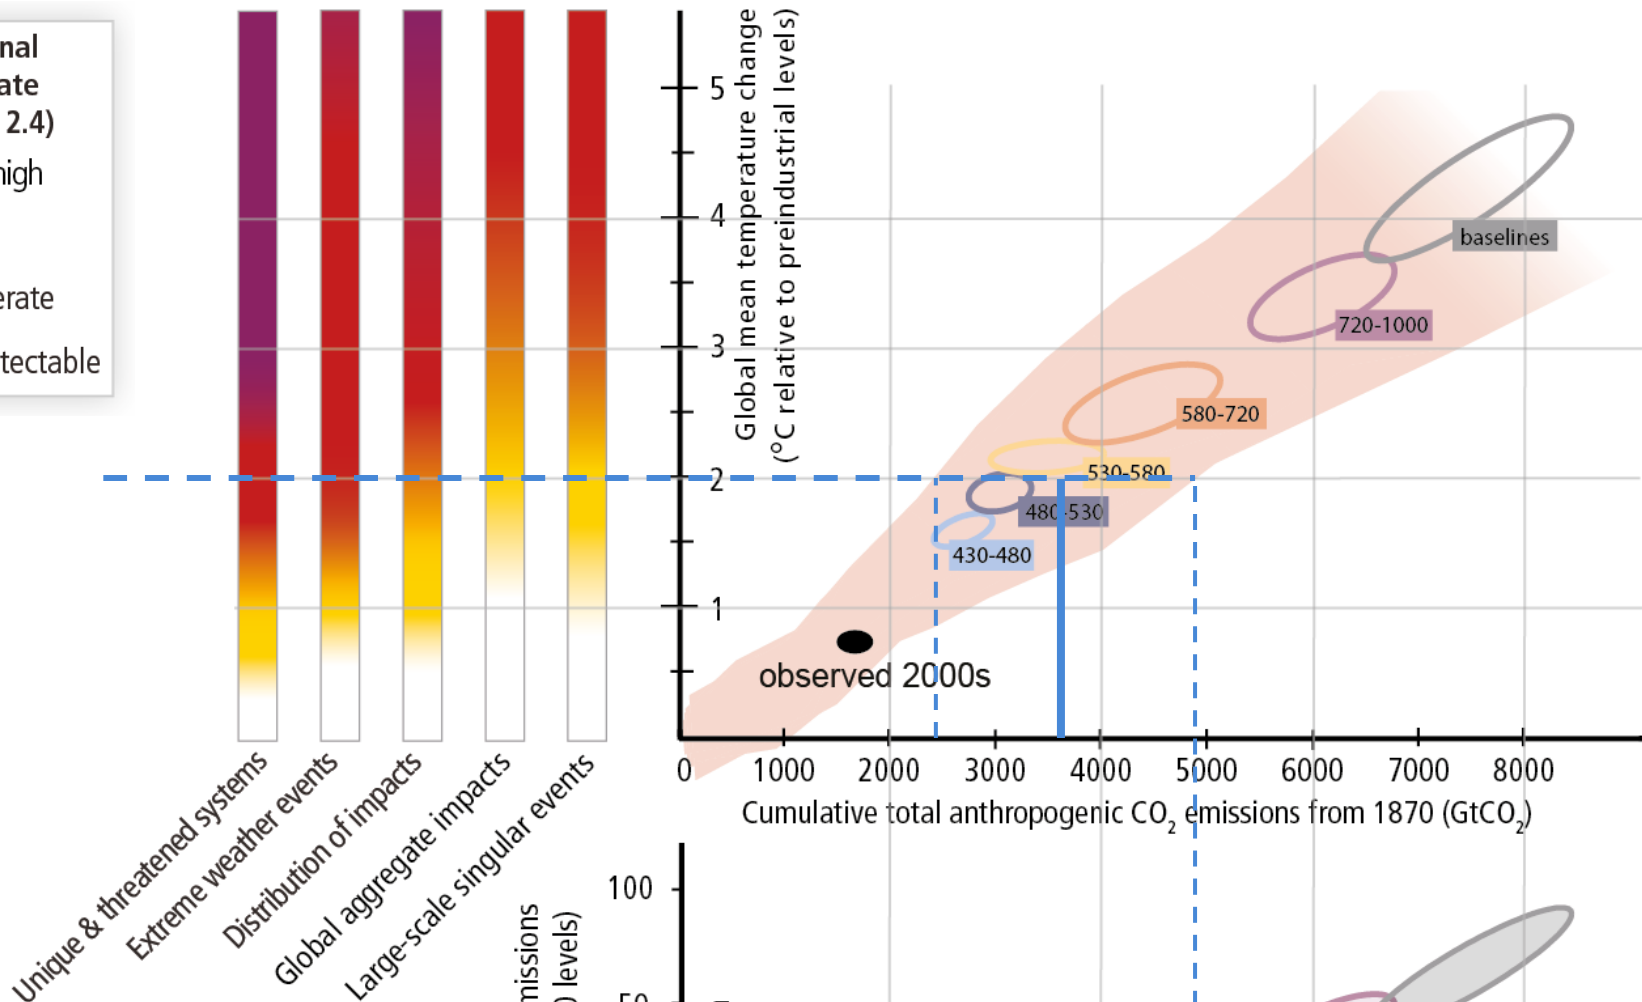 nal
ate
2.4)
high
erate
tectable
Global mean temperature change
(°C relative to preindustrial levels)
5
4
3
2
1
baselines
720-1000
580-720
530-580
480-530
430-480
observed 2000s
0 1000 2000 3000 4000 5000 6000 7000 8000
Cumulative total anthropogenic CO₂ emissions from 1870 (GtCO₂)
Unique & threatened systems
Extreme weather events
Distribution of impacts
Global aggregate impacts
Large-scale singular events
100
50
missions
0 levels)